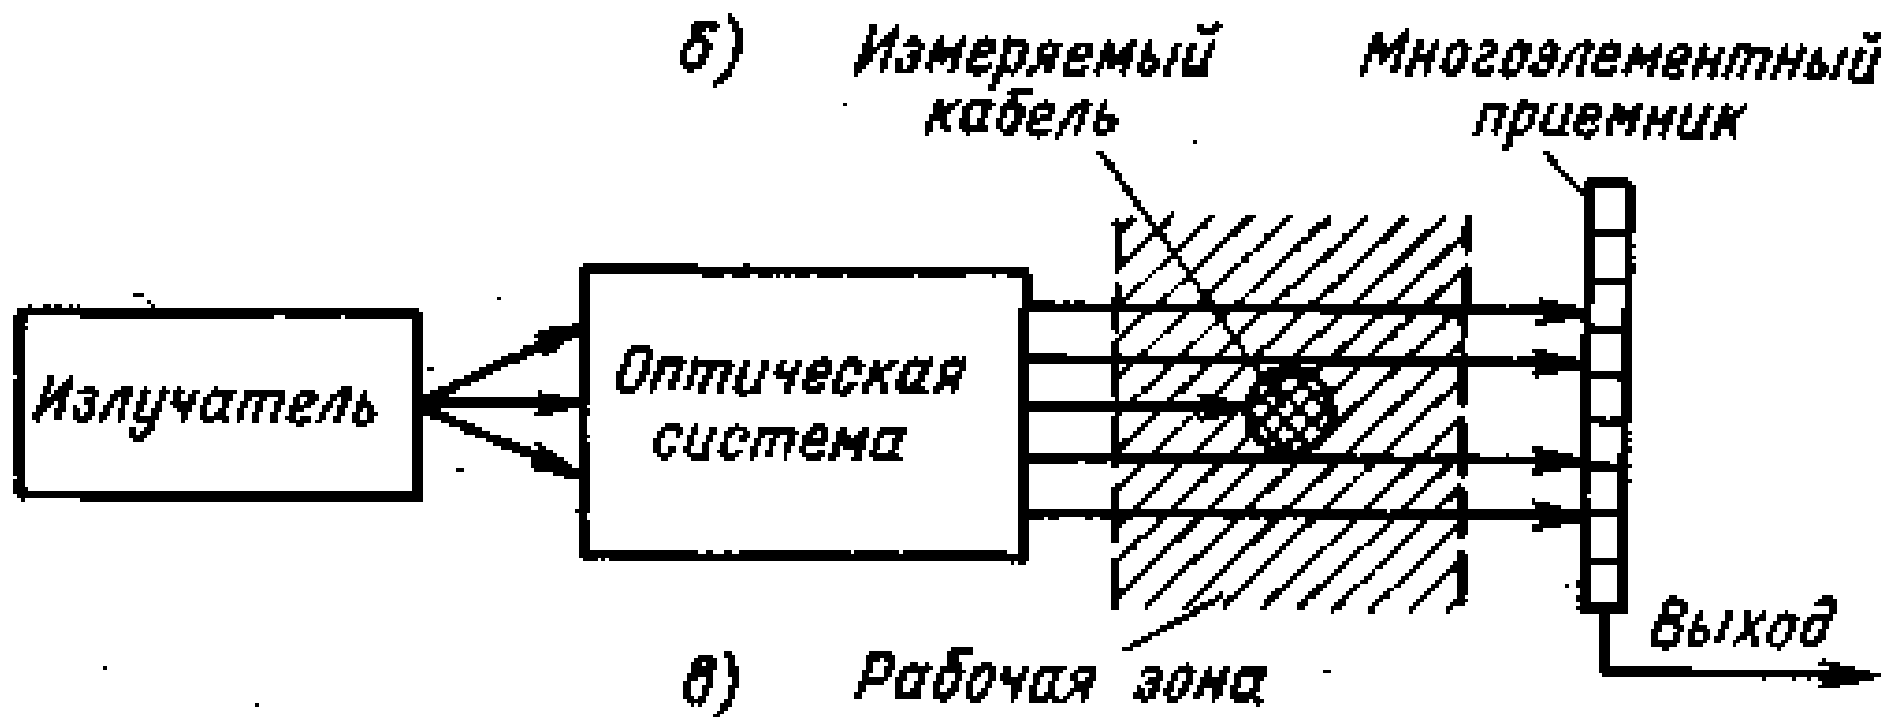 б)
Измеряемый
кабель
Многоэлементный
приемник
Излучатель
Оптическая
система
Выход
в)
Рабочая зона